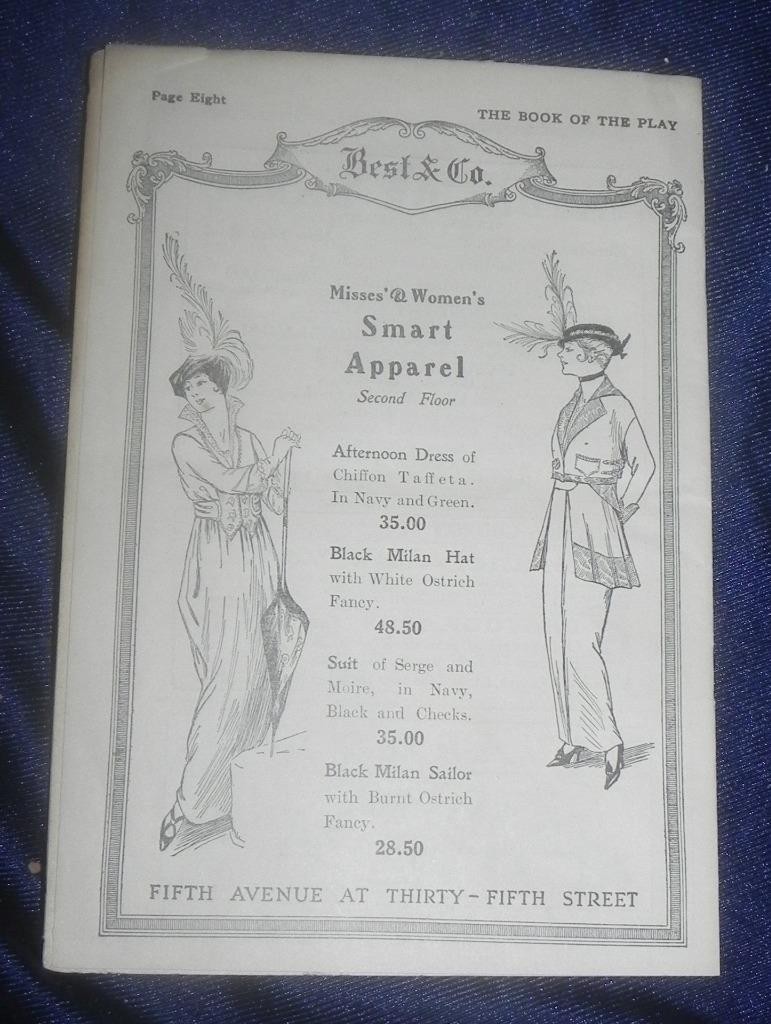 Page Eight
THE BOOK OF THE PLAY
Best & Co.
Misses' & Women's
Smart
Apparel
Second Floor
Afternoon Dress of
Chiffon Taffeta.
In Navy and Green.
35.00
Black Milan Hat
with White Ostrich
Fancy.
48.50
Suit of Serge and
Moire, in Navy,
Black and Checks.
35.00
Black Milan Sailor
with Burnt Ostrich
Fancy.
28.50
FIFTH AVENUE AT THIRTY-FIFTH STREET